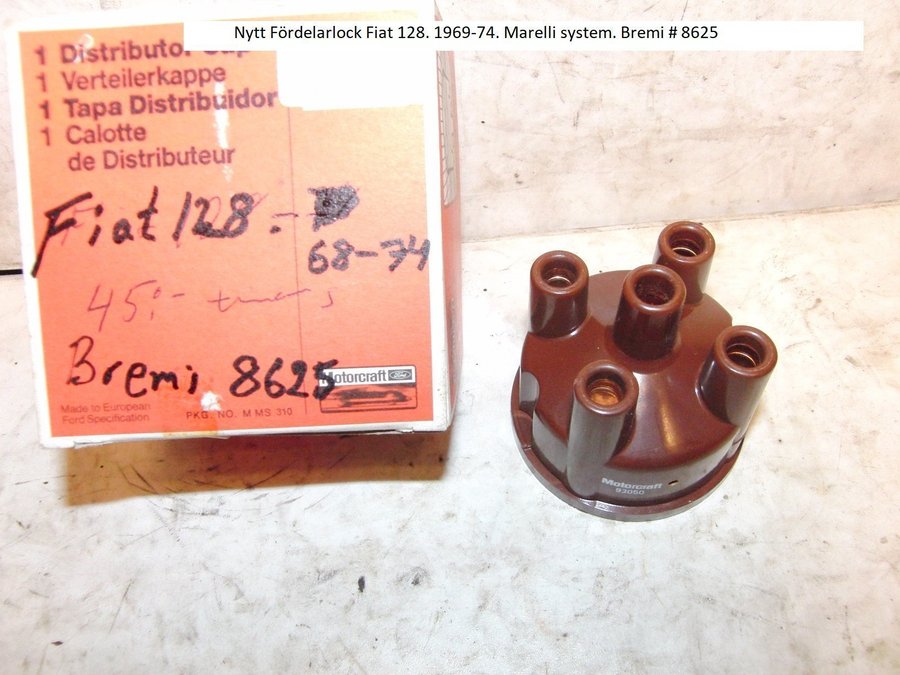 Nytt Fördelarlock Fiat 128. 1969-74. Marelli system. Bremi # 8625
1 Distributor Cap
1 Verteilerkappe
1 Tapa Distribuidor
1 Calotte
de Distributeur
Fiat 128.-
68-74
45:-
Bremi 8625
Motorcraft Ford
Made to European
Ford Specification
PKG. NO. M MS 310
Motorcraft
93050